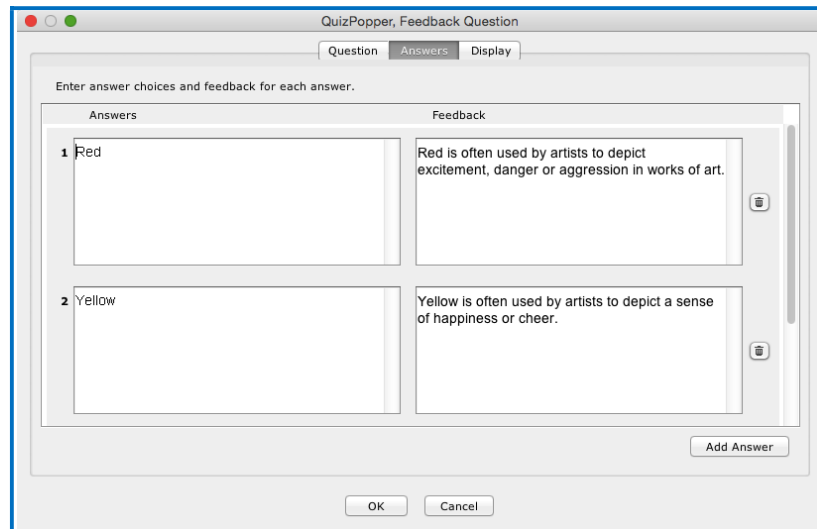 QuizPopper, Feedback Question
Question Answers Display
Enter answer choices and feedback for each answer.
Answers Feedback
1 Red
Red is often used by artists to depict
excitement, danger or aggression in works of art.
2 Yellow
Yellow is often used by artists to depict a sense
of happiness or cheer.
Add Answer
OK Cancel